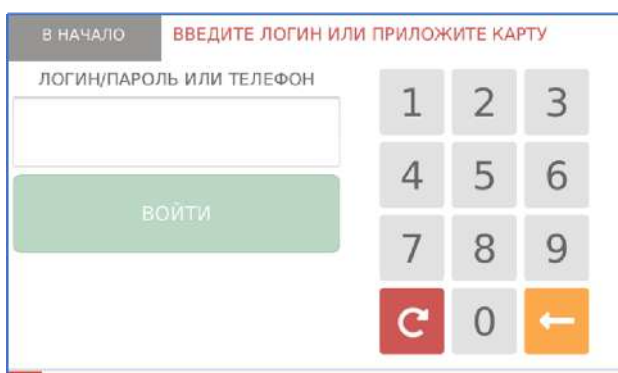 В НАЧАЛО ВВЕДИТЕ ЛОГИН ИЛИ ПРИЛОЖИТЕ КАРТУ
ЛОГИН/ПАРОЛЬ ИЛИ ТЕЛЕФОН
1 2 3
4 5 6
ВОЙТИ
7 8 9
0